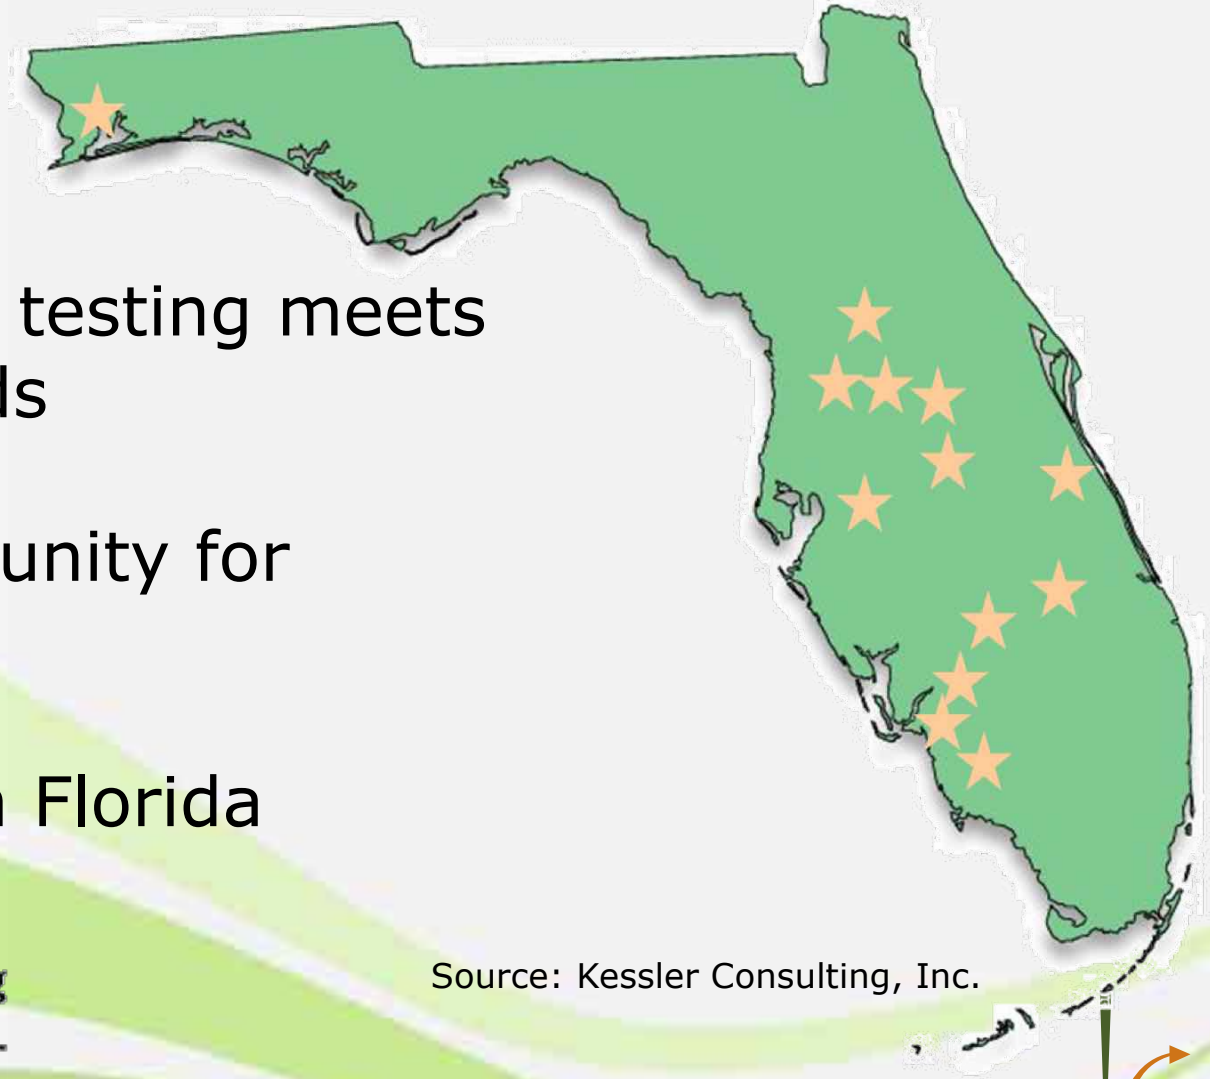 testing meets
ds
unity for
Florida
Source: Kessler Consulting, Inc.
g